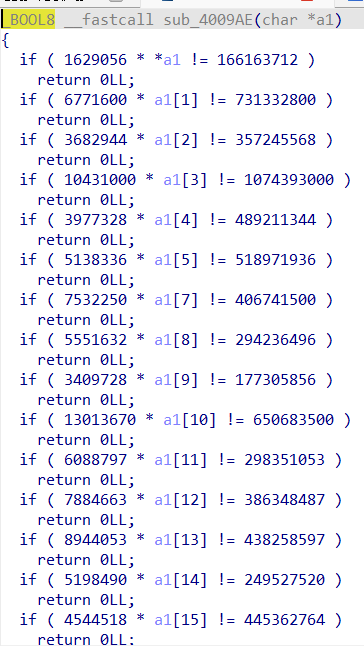 _BOOL8 __fastcall sub_4009AE(char *a1)
{
  if ( 1629056 * *a1 != 166163712 )
    return 0LL;
  if ( 6771600 * a1[1] != 731332800 )
    return 0LL;
  if ( 3682944 * a1[2] != 357245568 )
    return 0LL;
  if ( 10431000 * a1[3] != 1074393000 )
    return 0LL;
  if ( 3977328 * a1[4] != 489211344 )
    return 0LL;
  if ( 5138336 * a1[5] != 518971936 )
    return 0LL;
  if ( 7532250 * a1[7] != 406741500 )
    return 0LL;
  if ( 5551632 * a1[8] != 294236496 )
    return 0LL;
  if ( 3409728 * a1[9] != 177305856 )
    return 0LL;
  if ( 13013670 * a1[10] != 650683500 )
    return 0LL;
  if ( 6088797 * a1[11] != 298351053 )
    return 0LL;
  if ( 7884663 * a1[12] != 386348487 )
    return 0LL;
  if ( 8944053 * a1[13] != 438258597 )
    return 0LL;
  if ( 5198490 * a1[14] != 249527520 )
    return 0LL;
  if ( 4544518 * a1[15] != 445362764 )
    return 0LL;